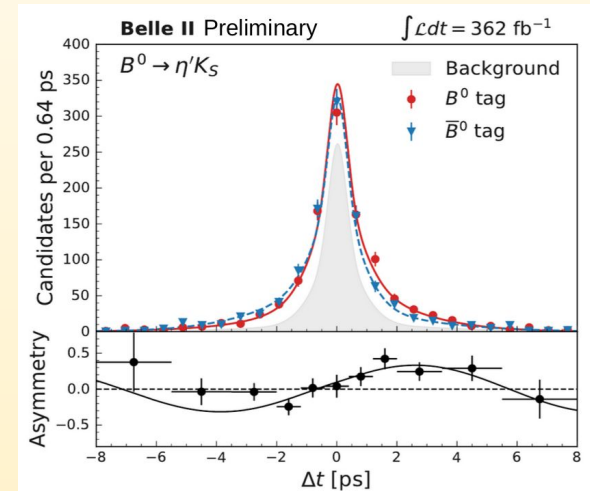 Belle II Preliminary ∫ℒdt = 362 fb⁻¹
B⁰ → η′K_S
Background
B⁰ tag
B̅⁰ tag
Candidates per 0.64 ps
400
350
300
250
200
150
100
50
0
Asymmetry
0.5
0.0
−0.5
−8 −6 −4 −2 0 2 4 6 8
Δt [ps]